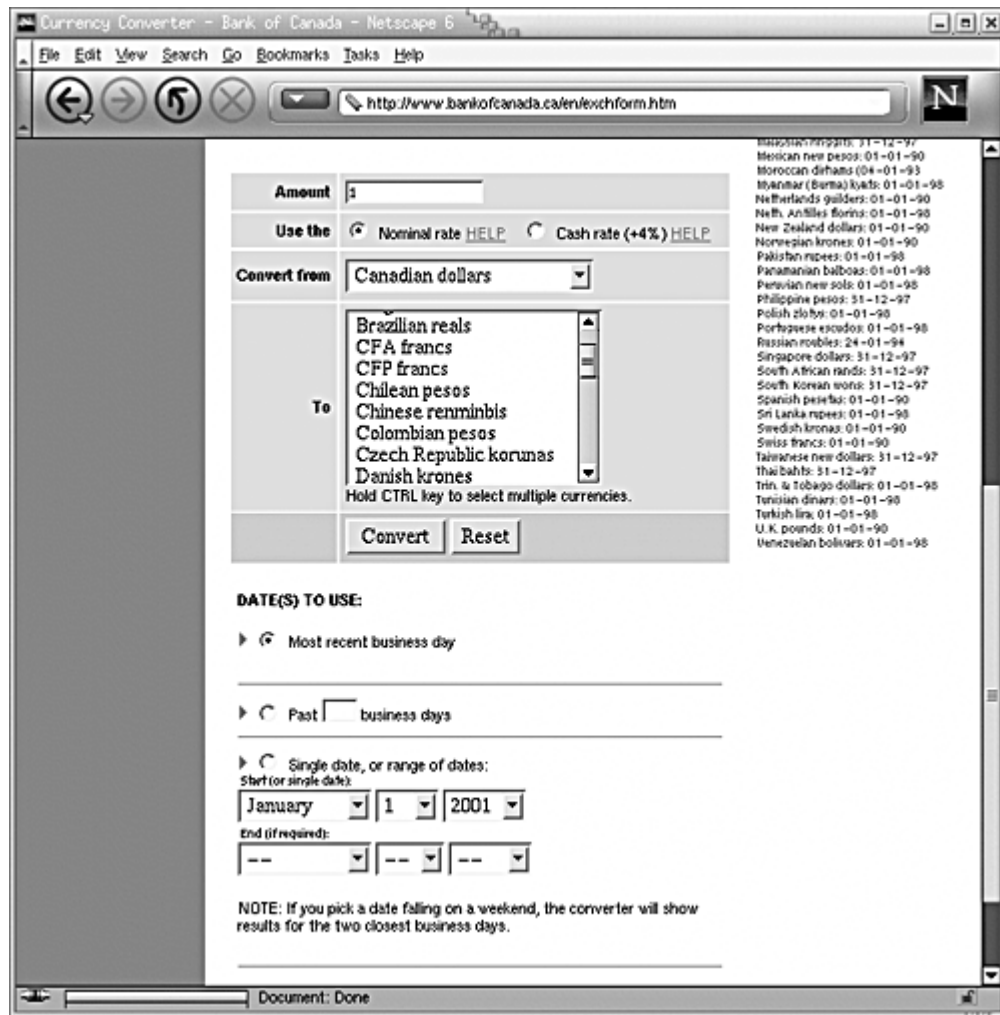 Currency Converter - Bank of Canada - Netscape 6
File Edit View Search Go Bookmarks Tasks Help
http://www.bankofcanada.ca/en/exchform.htm
N
Amount 1
Use the Nominal rate HELP Cash rate (+4%) HELP
Convert from Canadian dollars
To
Brazilian reals
CFA francs
CFP francs
Chilean pesos
Chinese renminbis
Colombian pesos
Czech Republic korunas
Danish krones
Hold CTRL key to select multiple currencies.
Convert Reset
DATE(S) TO USE:
Most recent business day
Past business days
Single date, or range of dates:
Start (or single date):
January 1 2001
End (if required):
-- -- --
NOTE: If you pick a date falling on a weekend, the converter will show
results for the two closest business days.
Malaysian ringgits: 31-12-97
Mexican new pesos: 01-01-90
Moroccan dirhams (04-01-93
Myanmar (Burma) kyats: 01-01-98
Netherlands guilders: 01-01-90
Neth. Antilles florins: 01-01-98
New Zealand dollars: 01-01-90
Norwegian krones: 01-01-90
Pakistan rupees: 01-01-98
Panamanian balboas: 01-01-98
Peruvian new sols: 01-01-98
Philippine pesos: 31-12-97
Polish zlotys: 01-01-98
Portuguese escudos: 01-01-98
Russian roubles: 24-01-94
Singapore dollars: 31-12-97
South African rands: 31-12-97
South Korean wons: 31-12-97
Spanish pesetas: 01-01-90
Sri Lanka rupees: 01-01-98
Swedish kronas: 01-01-90
Swiss francs: 01-01-90
Taiwanese new dollars: 31-12-97
Thai bahts: 31-12-97
Trin. & Tobago dollars: 01-01-98
Tunisian dinars: 01-01-98
Turkish lira: 01-01-98
U.K. pounds: 01-01-90
Venezuelan bolivars: 01-01-98
Document: Done